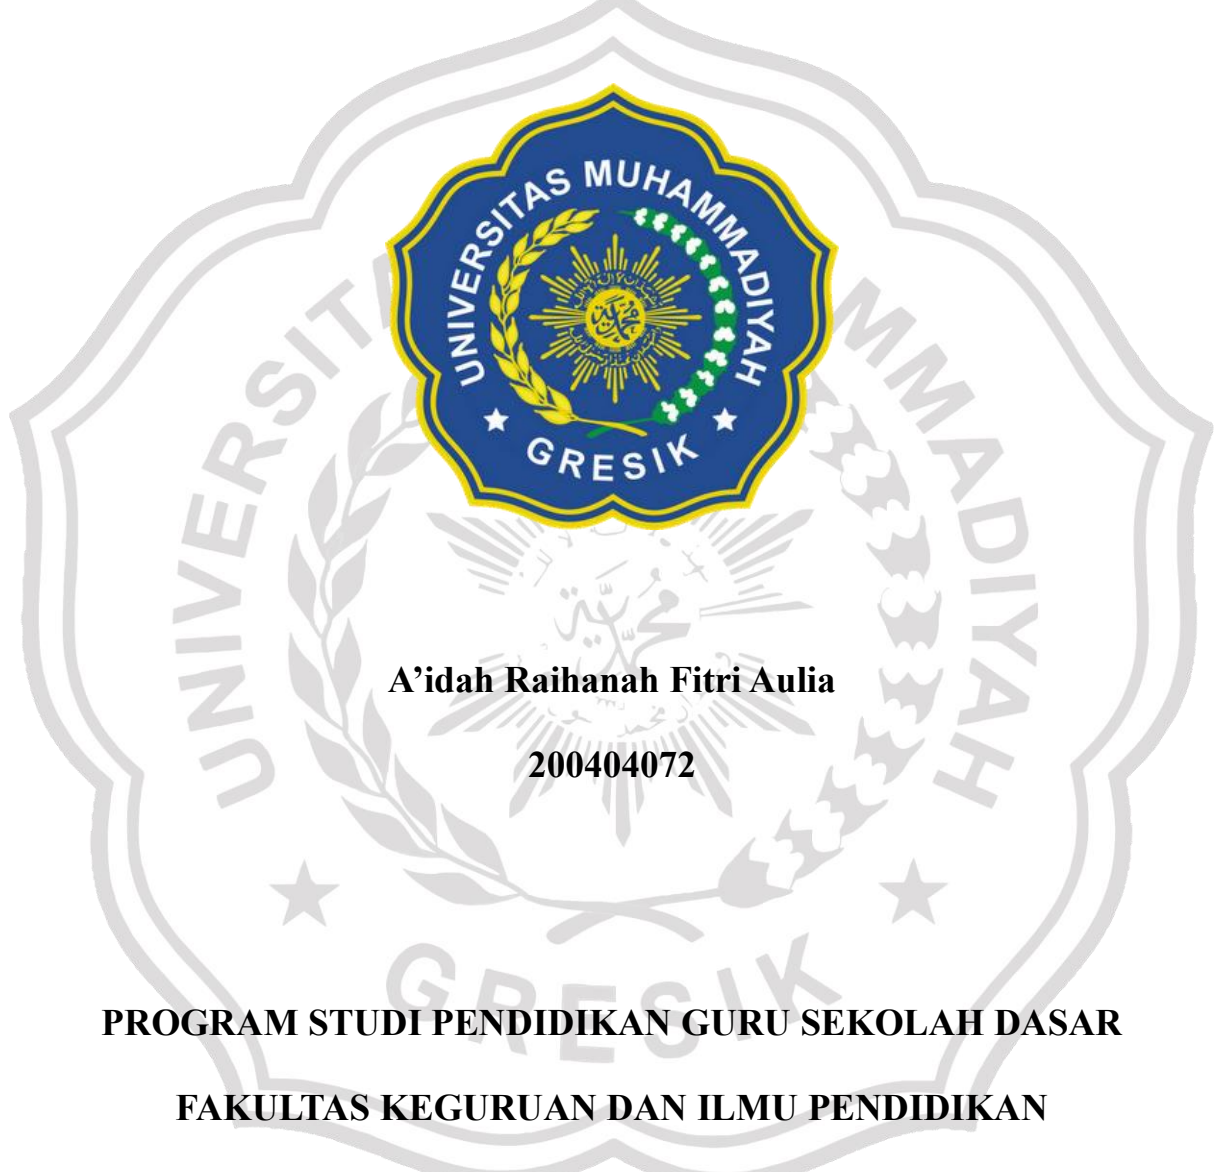 UNIVERSITAS MUHAMMADIYAH
GRESIK
A’idah Raihanah Fitri Aulia
200404072
PROGRAM STUDI PENDIDIKAN GURU SEKOLAH DASAR
FAKULTAS KEGURUAN DAN ILMU PENDIDIKAN